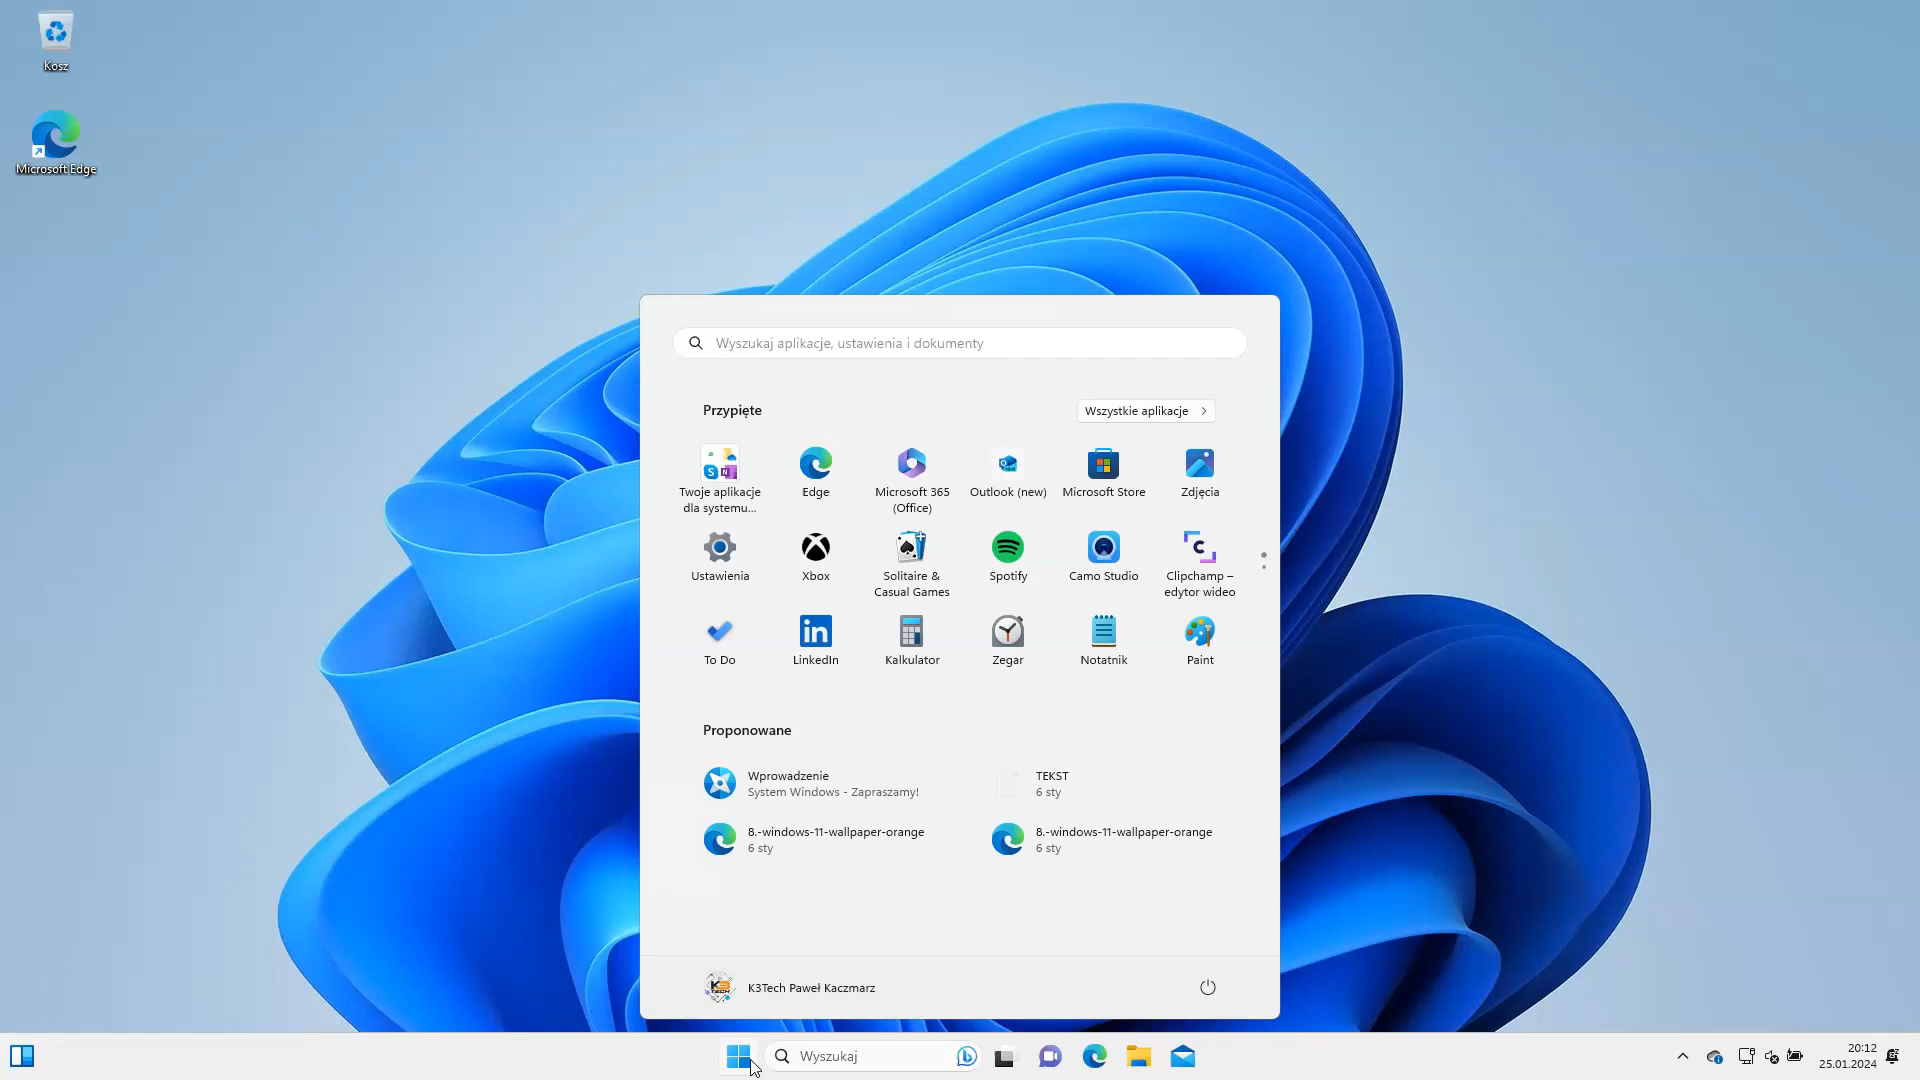 Kosz
Microsoft Edge
Wyszukaj aplikacje, ustawienia i dokumenty
Przypięte
Wszystkie aplikacje
Twoje aplikacje dla systemu...
Edge
Microsoft 365 (Office)
Outlook (new)
Microsoft Store
Zdjęcia
Ustawienia
Xbox
Solitaire & Casual Games
Spotify
Camo Studio
Clipchamp – edytor wideo
To Do
LinkedIn
Kalkulator
Zegar
Notatnik
Paint
Proponowane
Wprowadzenie
System Windows - Zapraszamy!
TEKST
6 sty
8.-windows-11-wallpaper-orange
6 sty
8.-windows-11-wallpaper-orange
6 sty
K3Tech Paweł Kaczmarz
Wyszukaj
20:12
25.01.2024